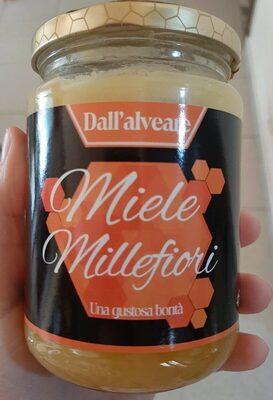 Dall'alveare
Miele
Millefiori
Una gustosa bontà